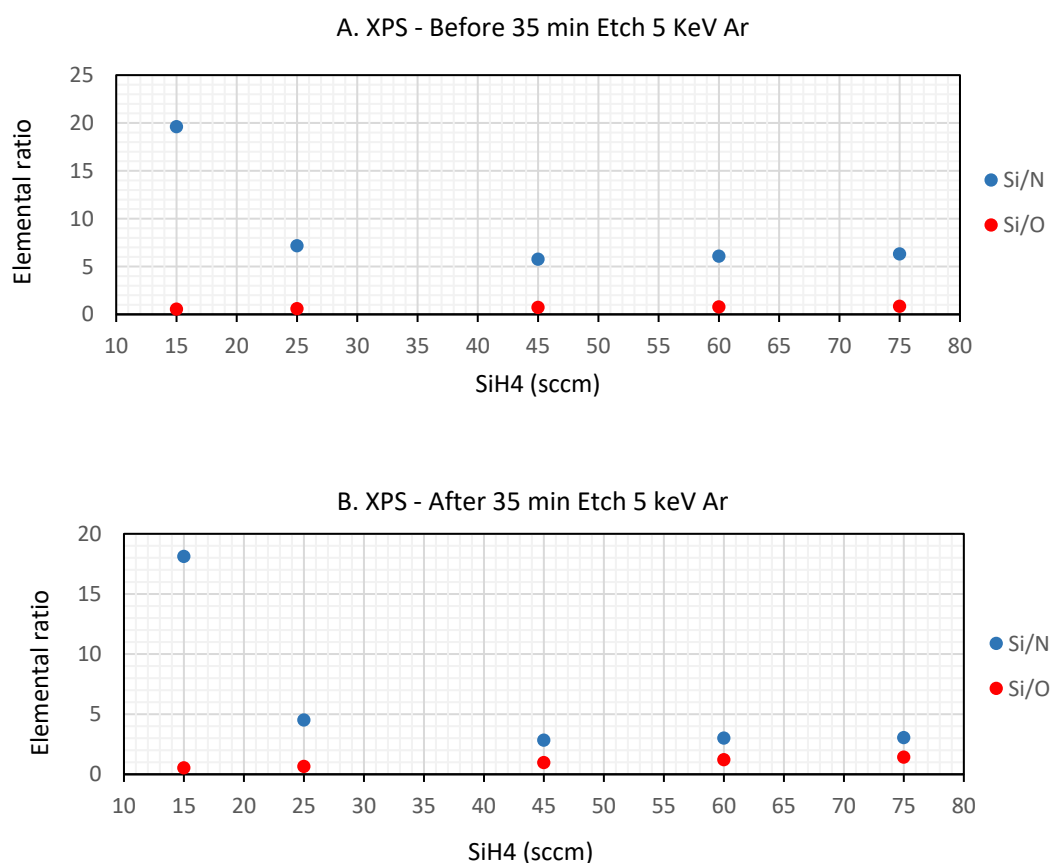 A. XPS - Before 35 min Etch 5 KeV Ar
25
20
15
10
5
0
Elemental ratio
10 15 20 25 30 35 40 45 50 55 60 65 70 75 80
SiH4 (sccm)
Si/N
Si/O
B. XPS - After 35 min Etch 5 keV Ar
20
15
10
5
0
Elemental ratio
10 15 20 25 30 35 40 45 50 55 60 65 70 75 80
SiH4 (sccm)
Si/N
Si/O